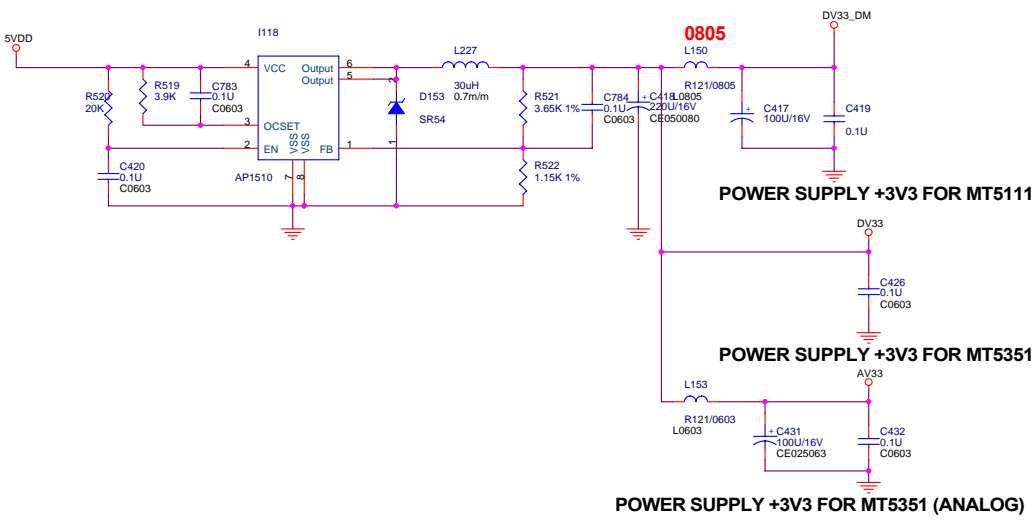 DV33_DM
5VDD
I118
0805
L227
L150
4
VCC
Output
6
Output
5
2
30uH
0.7m/m
R121/0805
L0805
R520
20K
R519
3.9K
C783
0.1U
C0603
D153
SR54
R521
3.65K 1%
C784
0.1U
C0603
C418
220U/16V
CE050080
C417
100U/16V
C419
0.1U
3
OCSET
2
EN
VSS
VSS
FB
1
1
C420
0.1U
C0603
AP1510
7
8
R522
1.15K 1%
POWER SUPPLY +3V3 FOR MT5111
DV33
C426
0.1U
C0603
POWER SUPPLY +3V3 FOR MT5351
AV33
L153
R121/0603
L0603
C431
100U/16V
CE025063
C432
0.1U
C0603
POWER SUPPLY +3V3 FOR MT5351 (ANALOG)